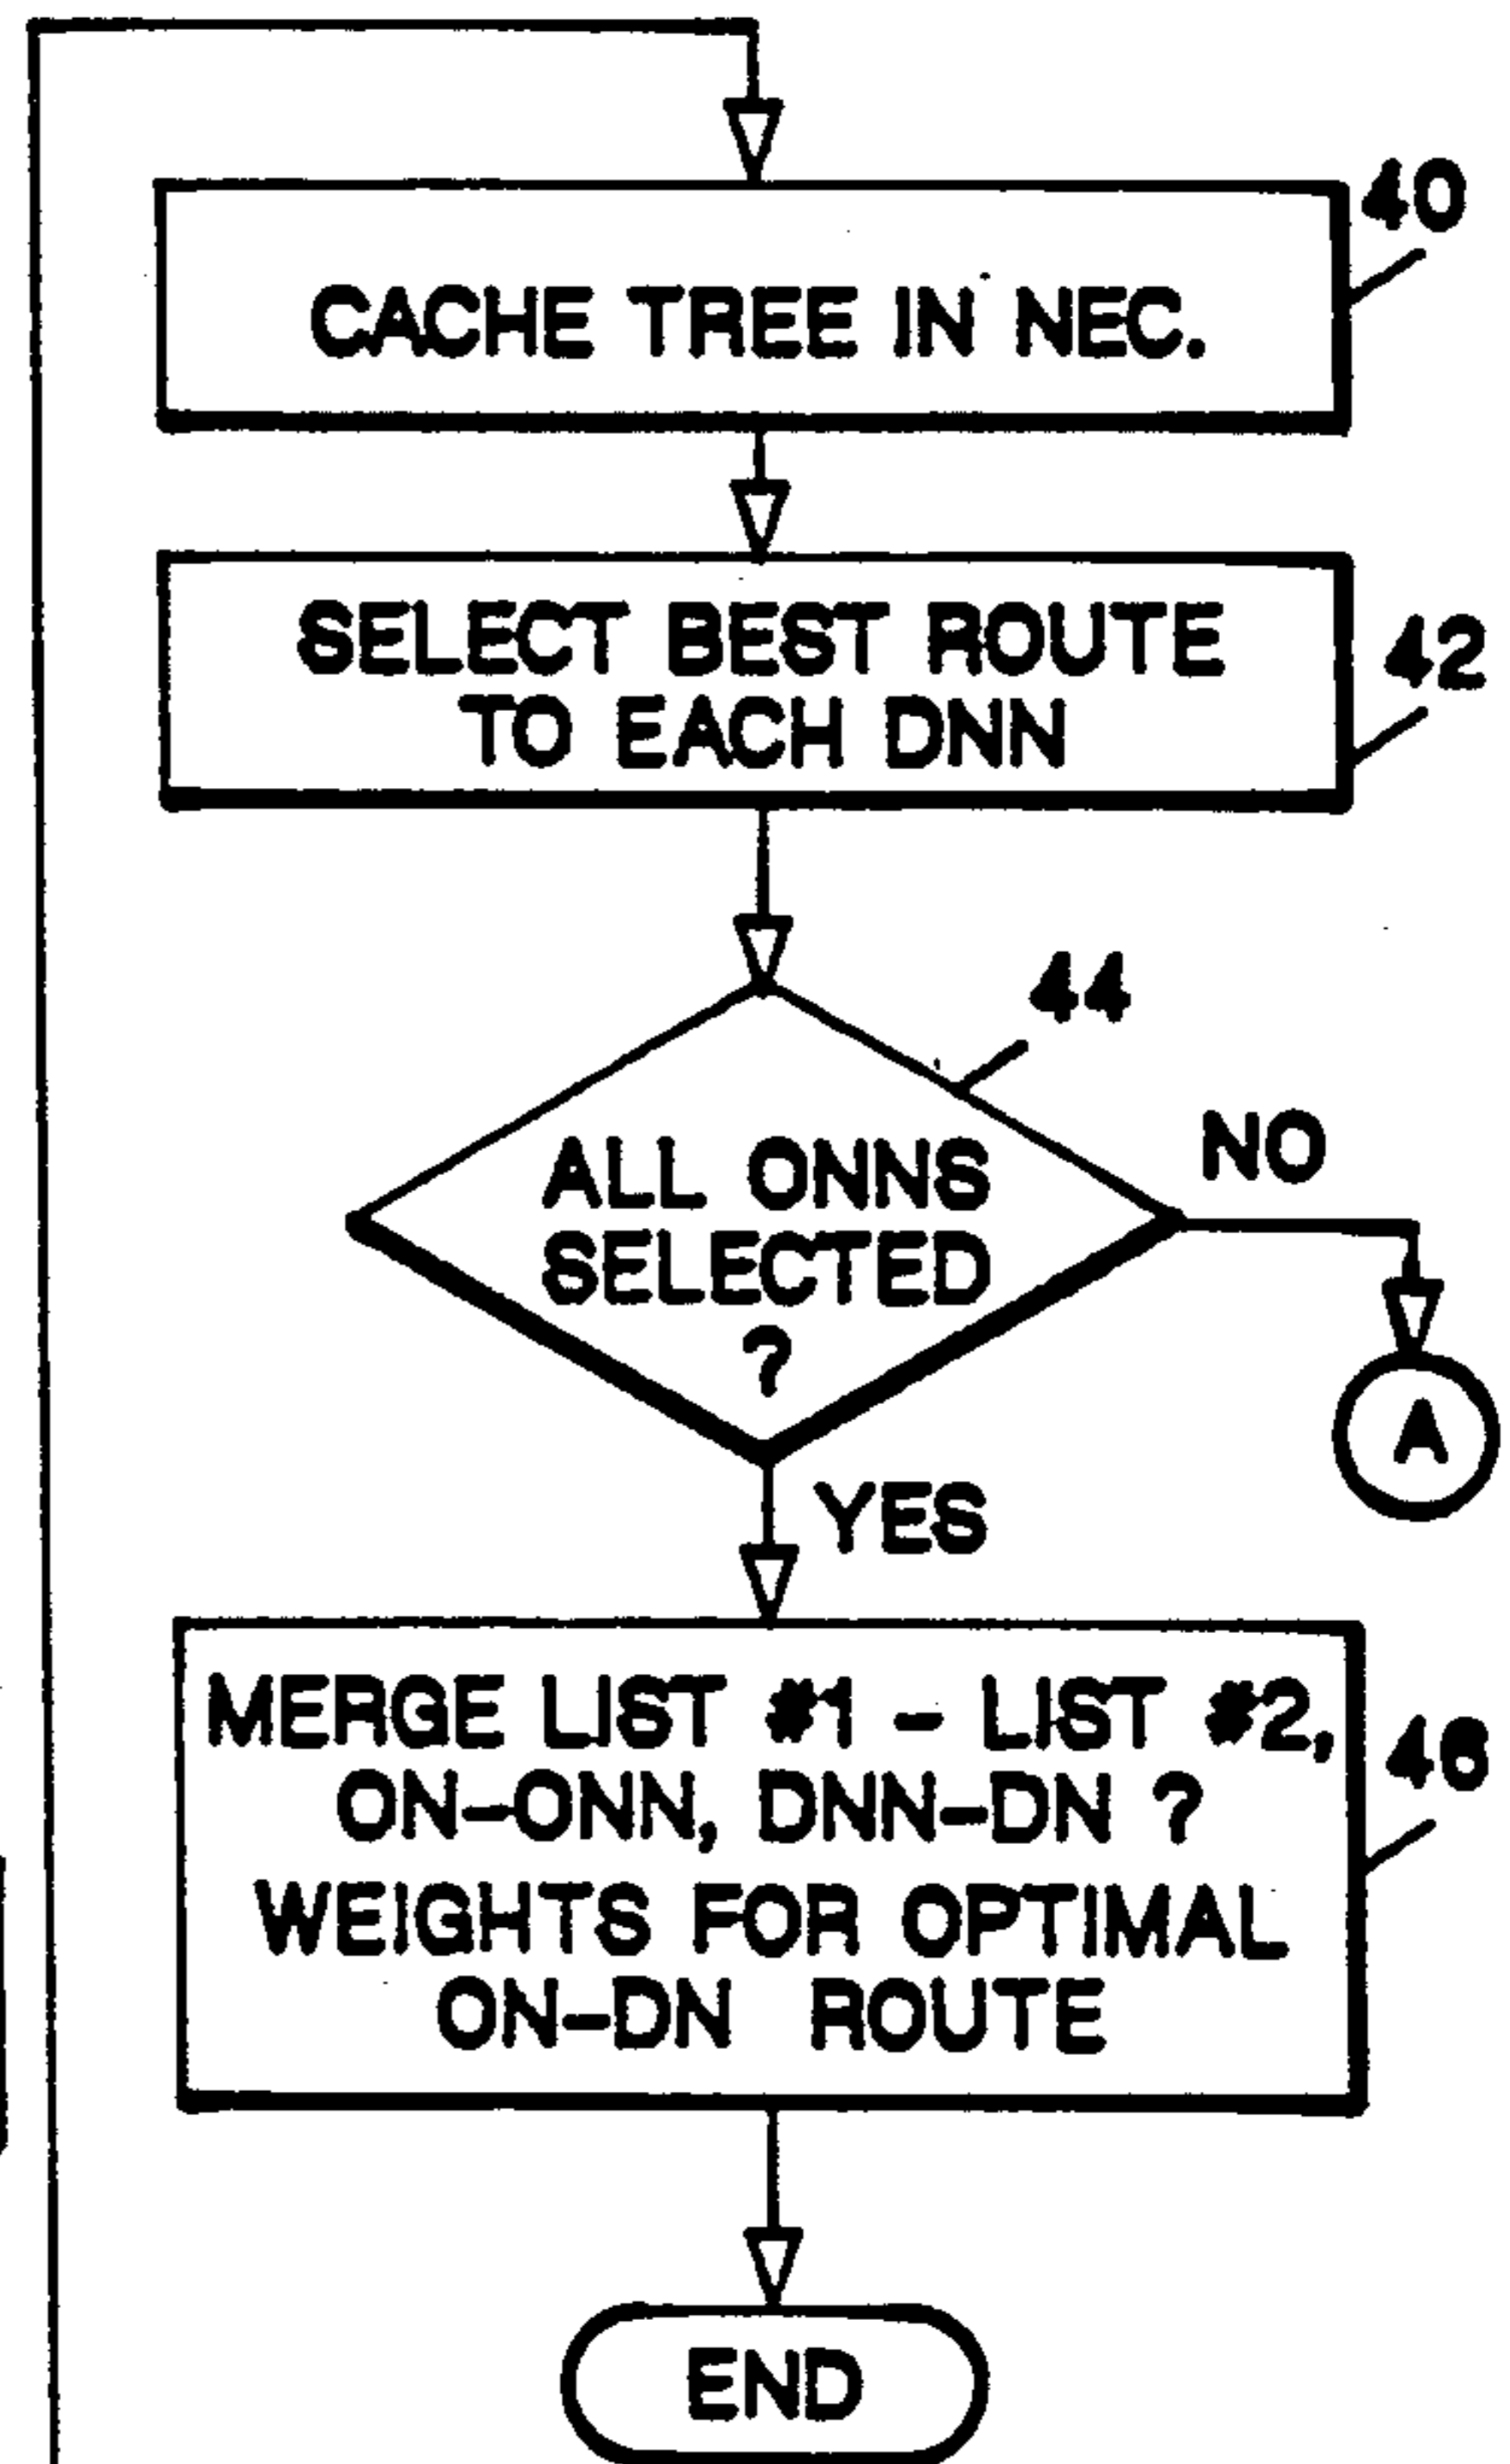 40
CACHE TREE IN NEC.
SELECT BEST ROUTE
TO EACH DNN
42
44
ALL ONNS
SELECTED
?
NO
A
YES
MERGE LIST #1 - LIST #2,
ON-ONN, DNN-DN ?
WEIGHTS FOR OPTIMAL
ON-DN ROUTE
46
END